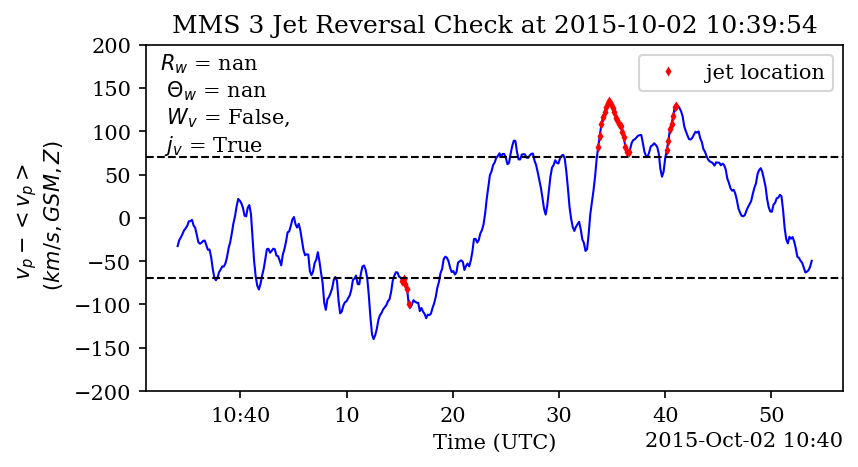 MMS 3 Jet Reversal Check at 2015-10-02 10:39:54
200
150
100
50
0
−50
−100
−150
−200
v_p − < v_p >
(km/s, GSM, Z)
R_w = nan
Θ_w = nan
W_v = False,
j_v = True
jet location
10:40
10
20
30
40
50
Time (UTC)
2015-Oct-02 10:40